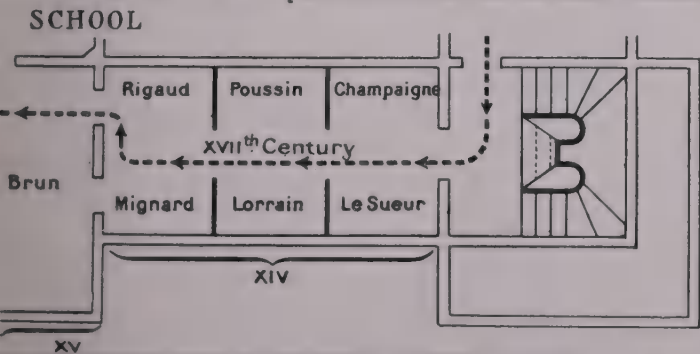 SCHOOL
Rigaud Poussin Champaigne
XVIIth Century
Brun
Mignard Lorrain Le Sueur
XIV
XV